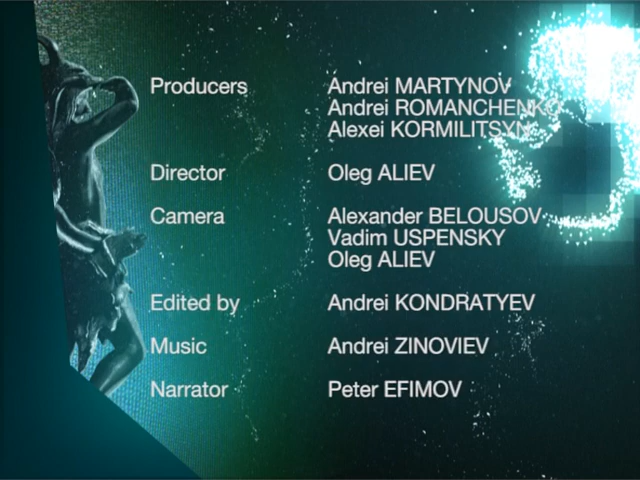 Producers Andrei MARTYNOV
Andrei ROMANCHENKO
Alexei KORMILITSYN
Director Oleg ALIEV
Camera Alexander BELOUSOV
Vadim USPENSKY
Oleg ALIEV
Edited by Andrei KONDRATYEV
Music Andrei ZINOVIEV
Narrator Peter EFIMOV